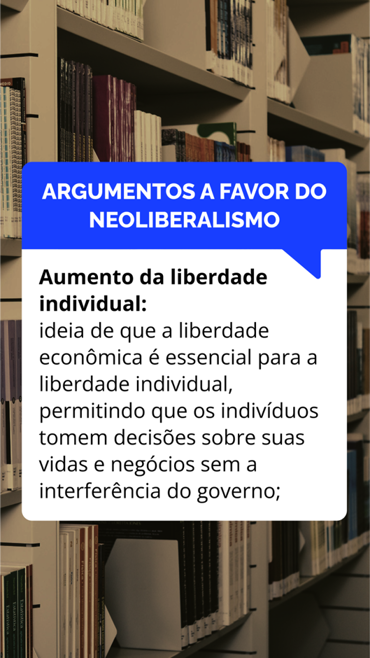 ARGUMENTOS A FAVOR DO
NEOLIBERALISMO
Aumento da liberdade
individual:
ideia de que a liberdade
econômica é essencial para a
liberdade individual,
permitindo que os indivíduos
tomem decisões sobre suas
vidas e negócios sem a
interferência do governo;